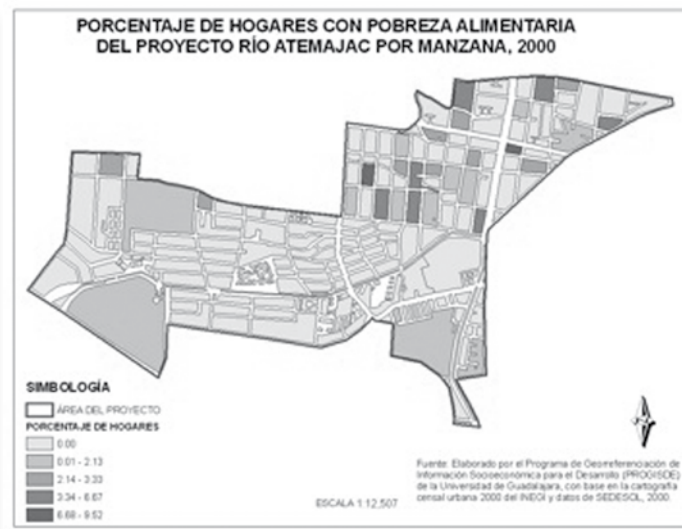 PORCENTAJE DE HOGARES CON POBREZA ALIMENTARIA
DEL PROYECTO RÍO ATEMAJAC POR MANZANA, 2000
SIMBOLOGÍA
ÁREA DEL PROYECTO
PORCENTAJE DE HOGARES
0.00
0.01 - 2.13
2.14 - 3.33
3.34 - 6.67
6.68 - 9.52
ESCALA 1:12,507
Fuente: Elaborado por el Programa de Georreferenciación de
Información Socioeconómica para el Desarrollo (PROGISDE)
de la Universidad de Guadalajara, con base en la cartografía
censal urbana 2000 del INEGI y datos de SEDESOL, 2000.